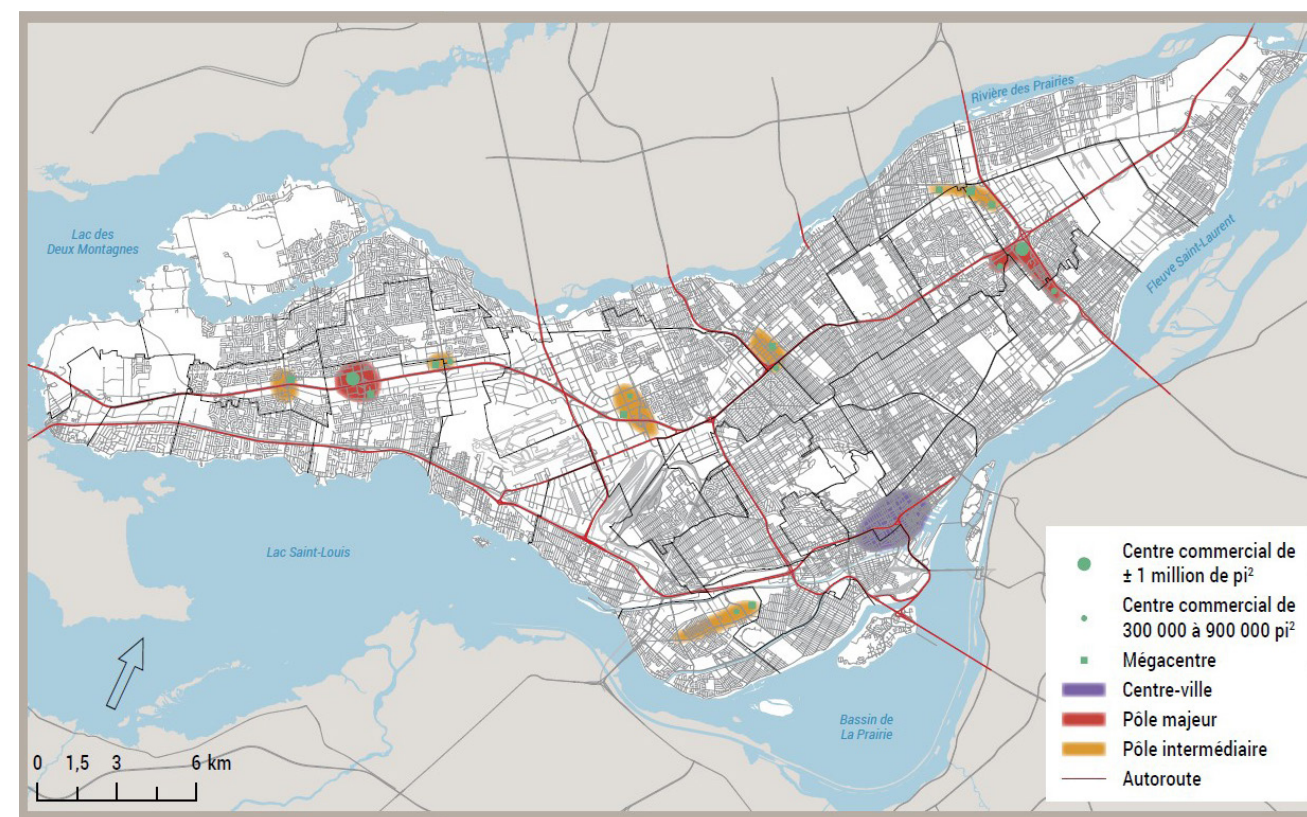 Rivière des Prairies
Lac des
Deux Montagnes
Fleuve Saint-Laurent
Lac Saint-Louis
Bassin de
La Prairie
0 1,5 3 6 km
Centre commercial de
± 1 million de pi²
Centre commercial de
300 000 à 900 000 pi²
Mégacentre
Centre-ville
Pôle majeur
Pôle intermédiaire
Autoroute